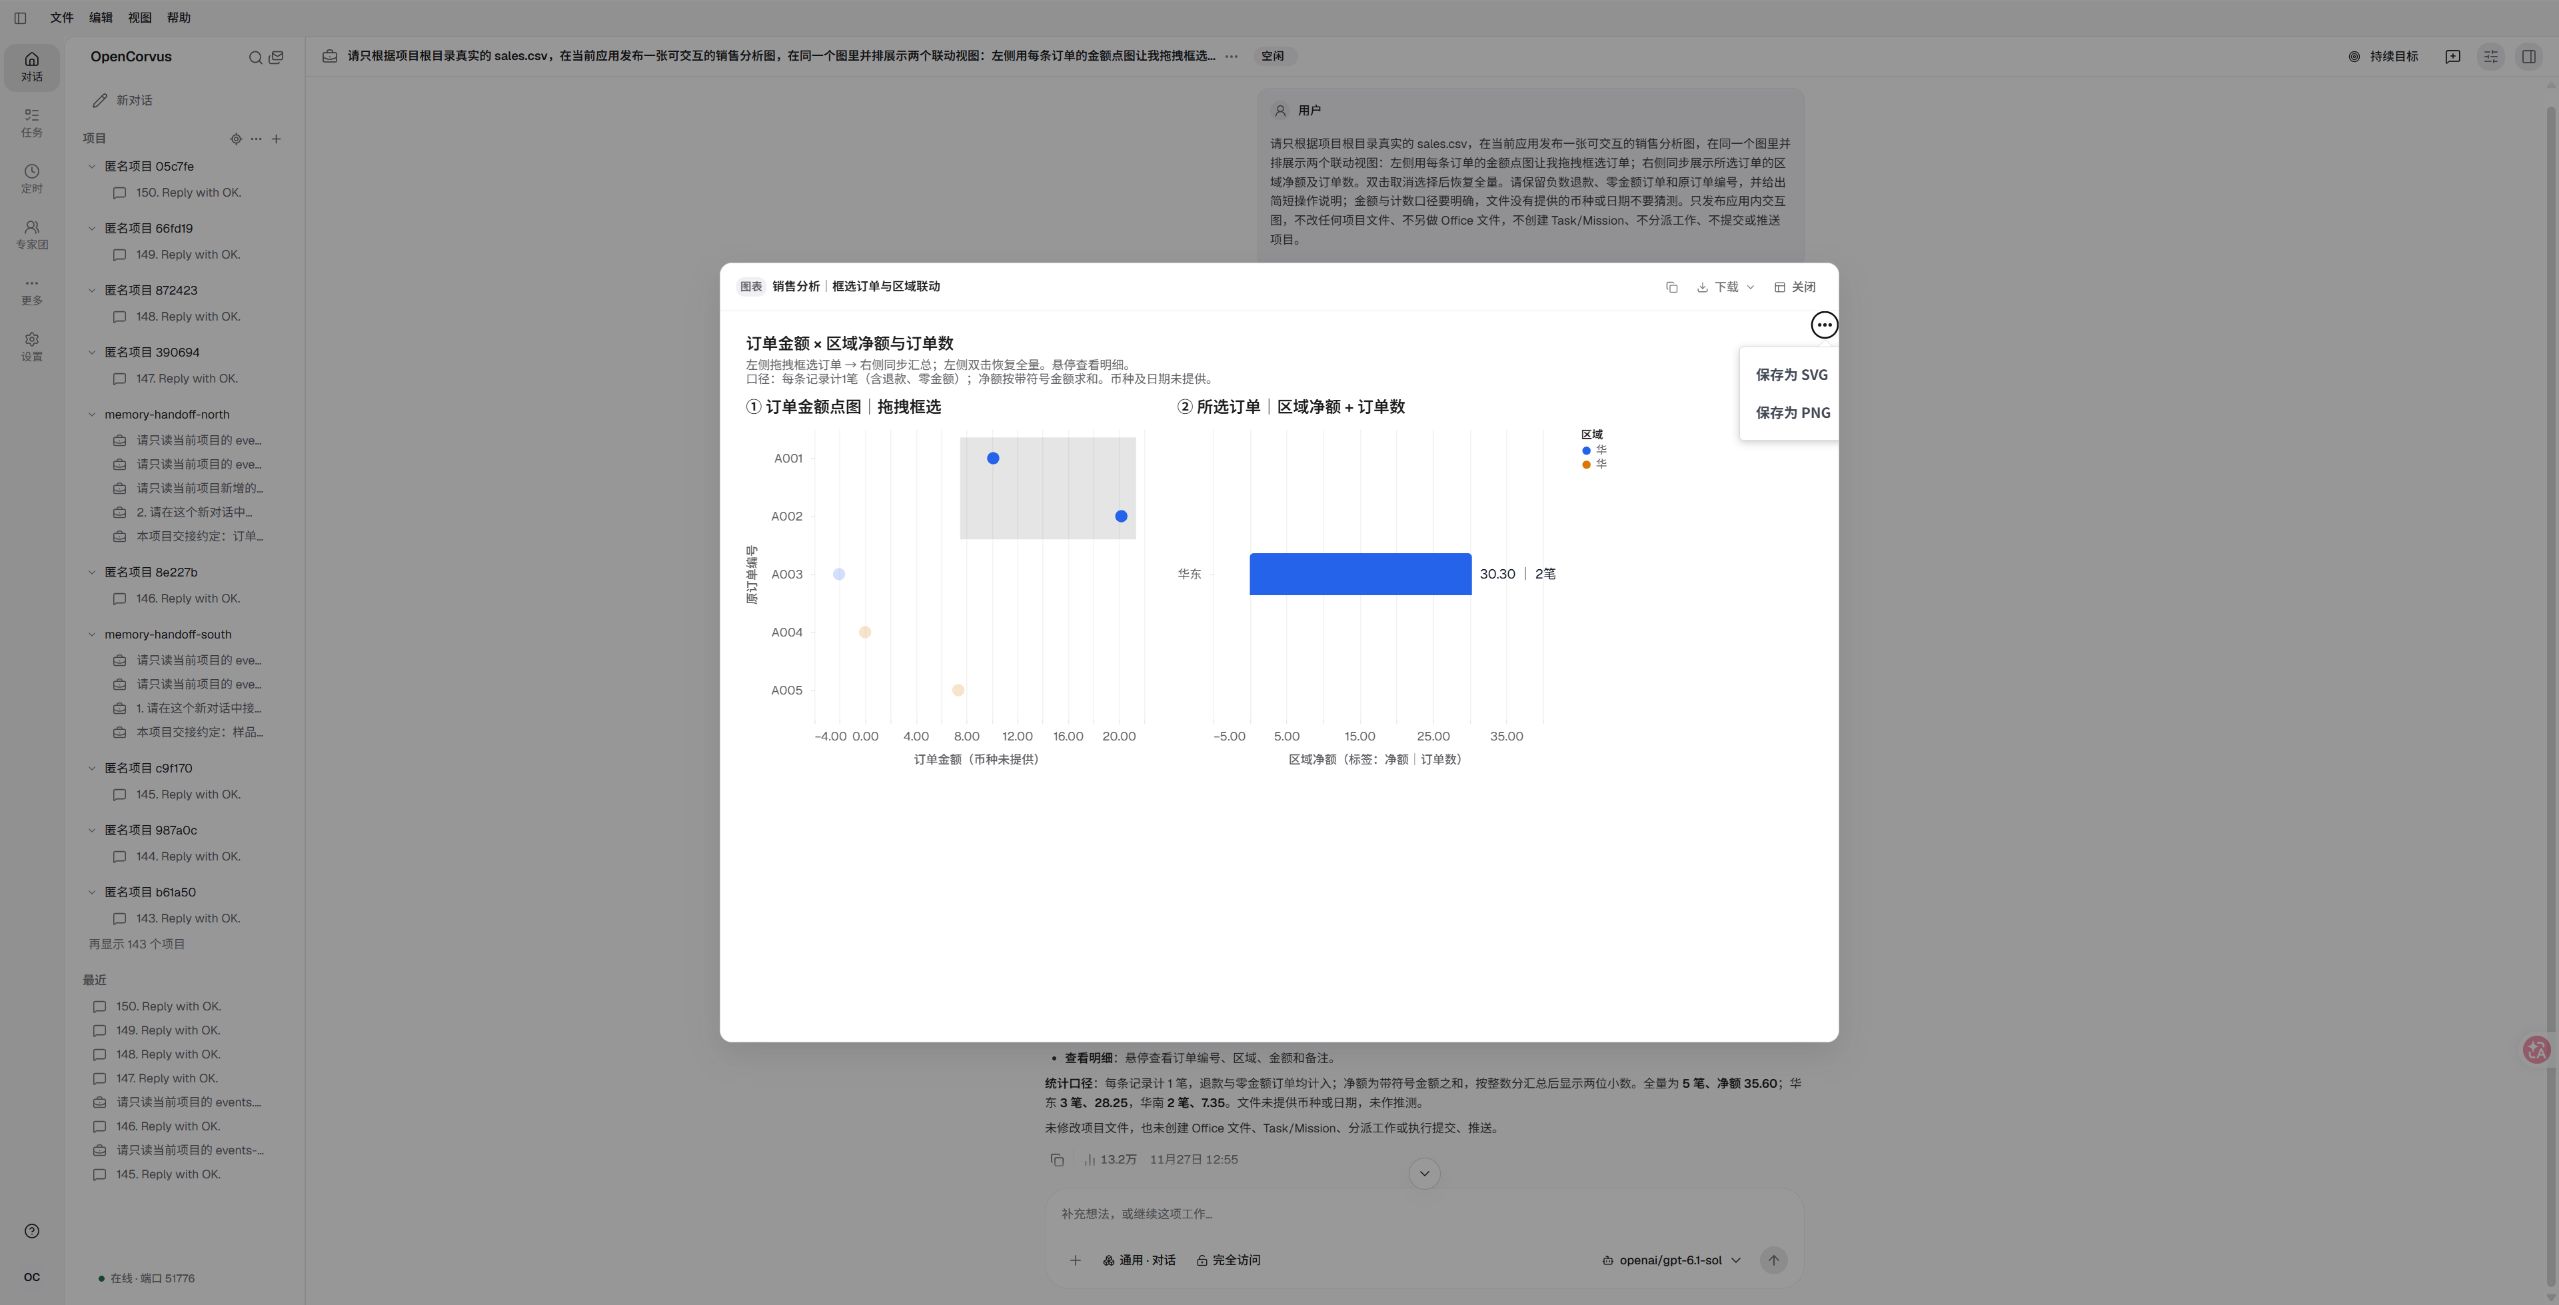 文件 编辑 视图 帮助
对话
任务
定时
专家团
更多
设置
OC
OpenCorvus
新对话
项目
匿名项目 05c7fe
150. Reply with OK.
匿名项目 66fd19
149. Reply with OK.
匿名项目 872423
148. Reply with OK.
匿名项目 390694
147. Reply with OK.
memory-handoff-north
请只读当前项目的 eve...
请只读当前项目的 eve...
请只读当前项目新增的...
2. 请在这个新对话中...
本项目交接约定：订单...
匿名项目 8e227b
146. Reply with OK.
memory-handoff-south
请只读当前项目的 eve...
请只读当前项目的 eve...
1. 请在这个新对话中接...
本项目交接约定：样品...
匿名项目 c9f170
145. Reply with OK.
匿名项目 987a0c
144. Reply with OK.
匿名项目 b61a50
143. Reply with OK.
再显示 143 个项目
最近
150. Reply with OK.
149. Reply with OK.
148. Reply with OK.
147. Reply with OK.
请只读当前项目的 events....
146. Reply with OK.
请只读当前项目的 events-...
145. Reply with OK.
在线 · 端口 51776
请只根据项目根目录真实的 sales.csv，在当前应用发布一张可交互的销售分析图，在同一个图里并排展示两个联动视图：左侧用每条订单的金额点图让我拖拽框选... ··· 空闲
持续目标
用户
请只根据项目根目录真实的 sales.csv，在当前应用发布一张可交互的销售分析图，在同一个图里并
排展示两个联动视图：左侧用每条订单的金额点图让我拖拽框选订单；右侧同步展示所选订单的区
域净额及订单数。双击取消选择后恢复全量。请保留负数退款、零金额订单和原订单编号，并给出
简短操作说明；金额与计数口径要明确，文件没有提供的币种或日期不要猜测。只发布应用内交互
图，不改任何项目文件、不另做 Office 文件，不创建 Task/Mission、不分派工作、不提交或推送
项目。
图表 销售分析｜框选订单与区域联动
下载 关闭
保存为 SVG
保存为 PNG
订单金额 × 区域净额与订单数
左侧拖拽框选订单 → 右侧同步汇总；左侧双击恢复全量。悬停查看明细。
口径：每条记录计1笔（含退款、零金额）；净额按带符号金额求和。币种及日期未提供。
① 订单金额点图｜拖拽框选
原订单编号
A001
A002
A003
A004
A005
−4.00 0.00 4.00 8.00 12.00 16.00 20.00
订单金额（币种未提供）
② 所选订单｜区域净额 + 订单数
华东
30.30 ｜ 2笔
−5.00 5.00 15.00 25.00 35.00
区域净额（标签：净额｜订单数）
区域
华
华
• 查看明细：悬停查看订单编号、区域、金额和备注。
统计口径：每条记录计 1 笔，退款与零金额订单均计入；净额为带符号金额之和，按整数分汇总后显示两位小数。全量为 5 笔、净额 35.60；华
东 3 笔、28.25，华南 2 笔、7.35。文件未提供币种或日期，未作推测。
未修改项目文件，也未创建 Office 文件、Task/Mission、分派工作或执行提交、推送。
13.2万 11月27日 12:55
补充想法，或继续这项工作...
通用 · 对话 完全访问
openai/gpt-6.1-sol